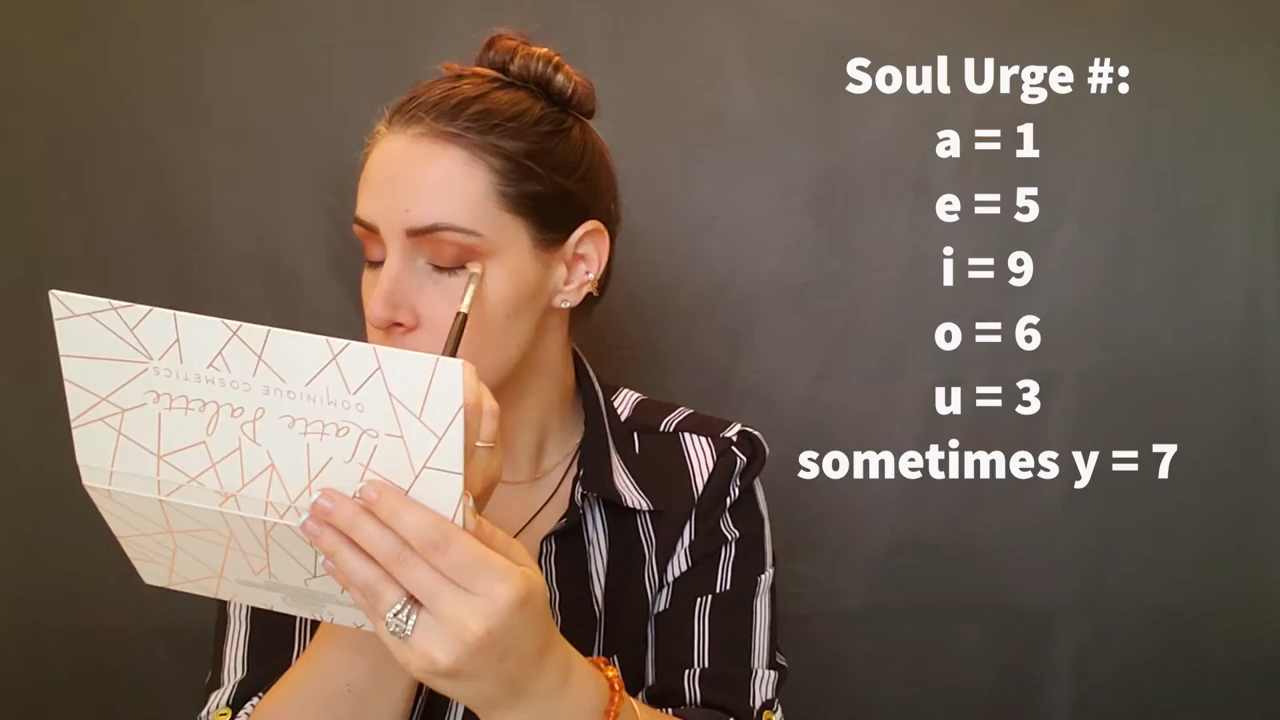 Soul Urge #:
a = 1
e = 5
i = 9
o = 6
u = 3
sometimes y = 7
Latte Palette
DOMINIQUE COSMETICS